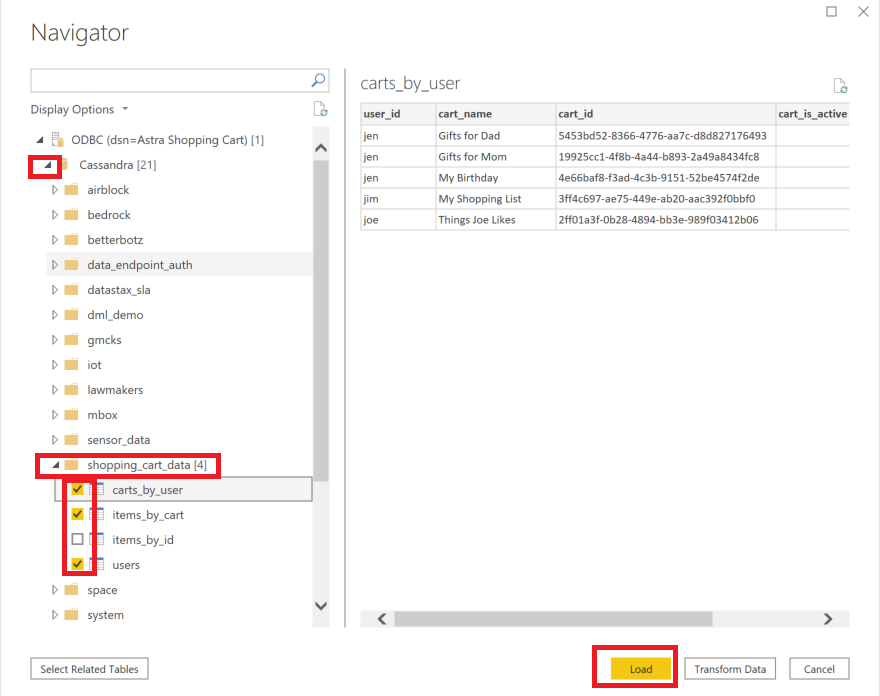 Navigator
Display Options
ODBC (dsn=Astra Shopping Cart) [1]
Cassandra [21]
airblock
bedrock
betterbotz
data_endpoint_auth
datastax_sla
dml_demo
gmcks
iot
lawmakers
mbox
sensor_data
shopping_cart_data [4]
carts_by_user
items_by_cart
items_by_id
users
space
system
carts_by_user
user_id cart_name cart_id cart_is_active
jen Gifts for Dad 5453bd52-8366-4776-aa7c-d8d827176493
jen Gifts for Mom 19925cc1-4f8b-4a44-b893-2a49a8434fc8
jen My Birthday 4e66baf8-f3ad-4c3b-9151-52be4574f2de
jim My Shopping List 3ff4c697-ae75-449e-ab20-aac392f0bbf0
joe Things Joe Likes 2ff01a3f-0b28-4894-bb3e-989f03412b06
Select Related Tables Load Transform Data Cancel